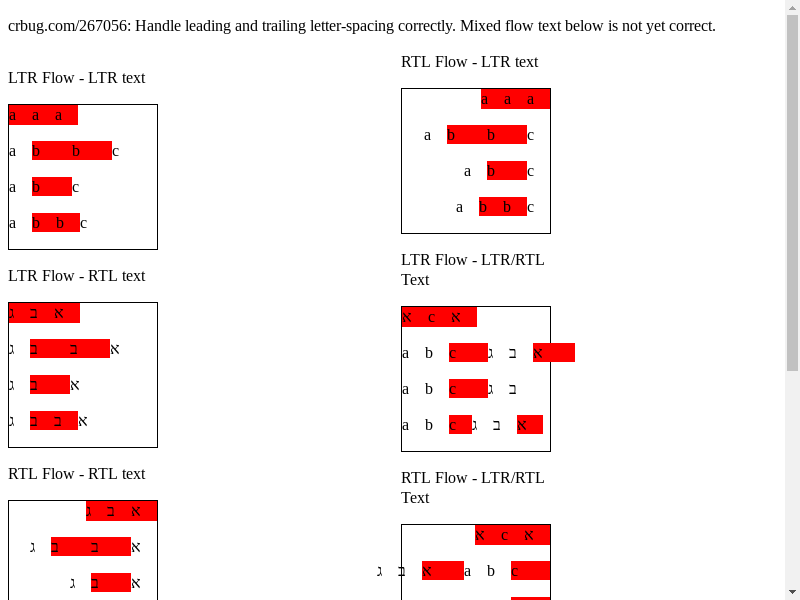 crbug.com/267056: Handle leading and trailing letter-spacing correctly. Mixed flow text below is not yet correct.
LTR Flow - LTR text
a a a
a b b c
a b c
a b b c
LTR Flow - RTL text
א ב ג
א ב ב ג
א ב ג
א ב ב ג
RTL Flow - RTL text
א ב ג
א ב ב ג
א ב ג
RTL Flow - LTR text
a a a
a b b c
a b c
a b b c
LTR Flow - LTR/RTL
Text
א c א
a b c א ב ג
a b c ב ג
a b c א ב ג
RTL Flow - LTR/RTL
Text
א c א
a b c א ב ג